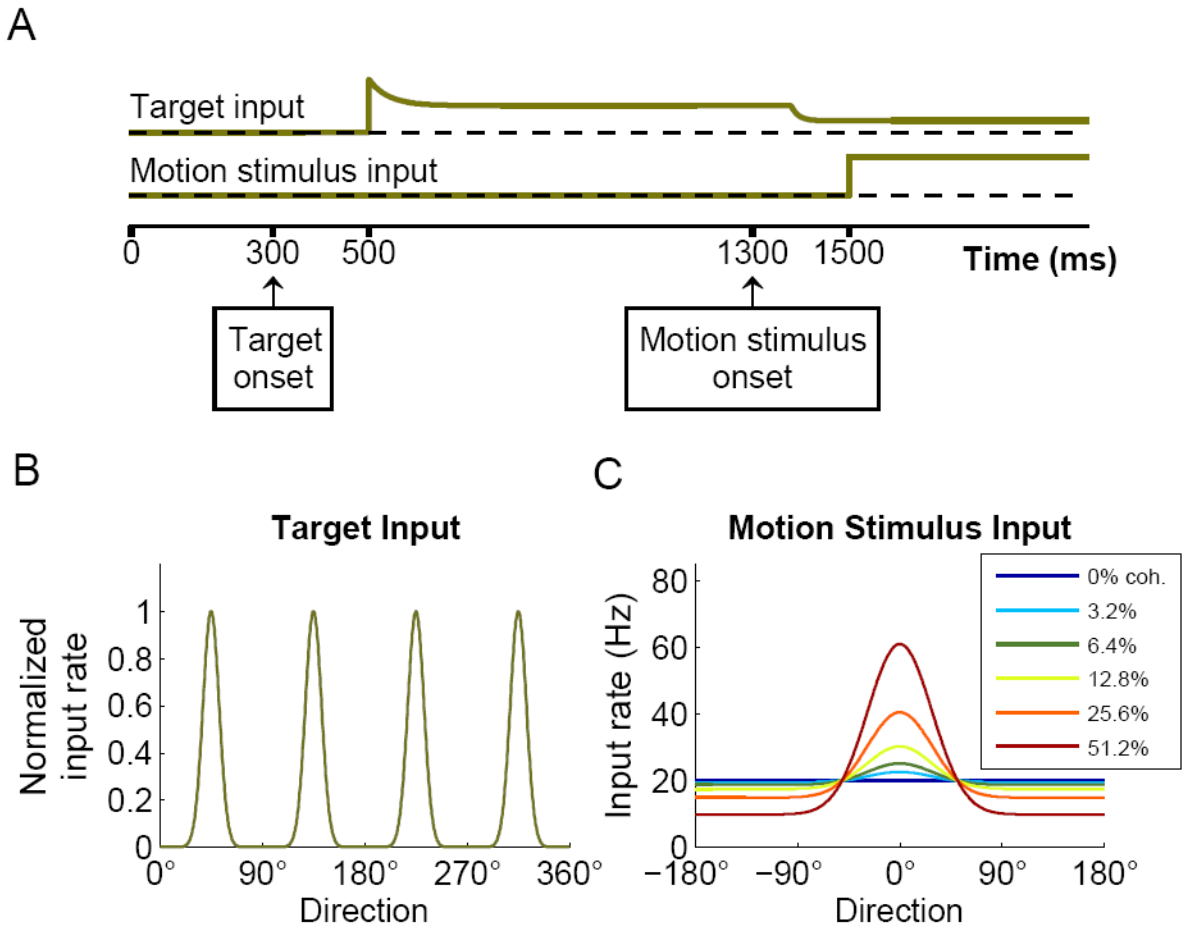 A
Target input
Motion stimulus input
0 300 500 1300 1500
Time (ms)
Target
onset
Motion stimulus
onset
B
Target Input
Normalized
input rate
1
0.8
0.6
0.4
0.2
0
0° 90° 180° 270° 360°
Direction
C
Motion Stimulus Input
Input rate (Hz)
80
60
40
20
0
−180° −90° 0° 90° 180°
Direction
0% coh.
3.2%
6.4%
12.8%
25.6%
51.2%